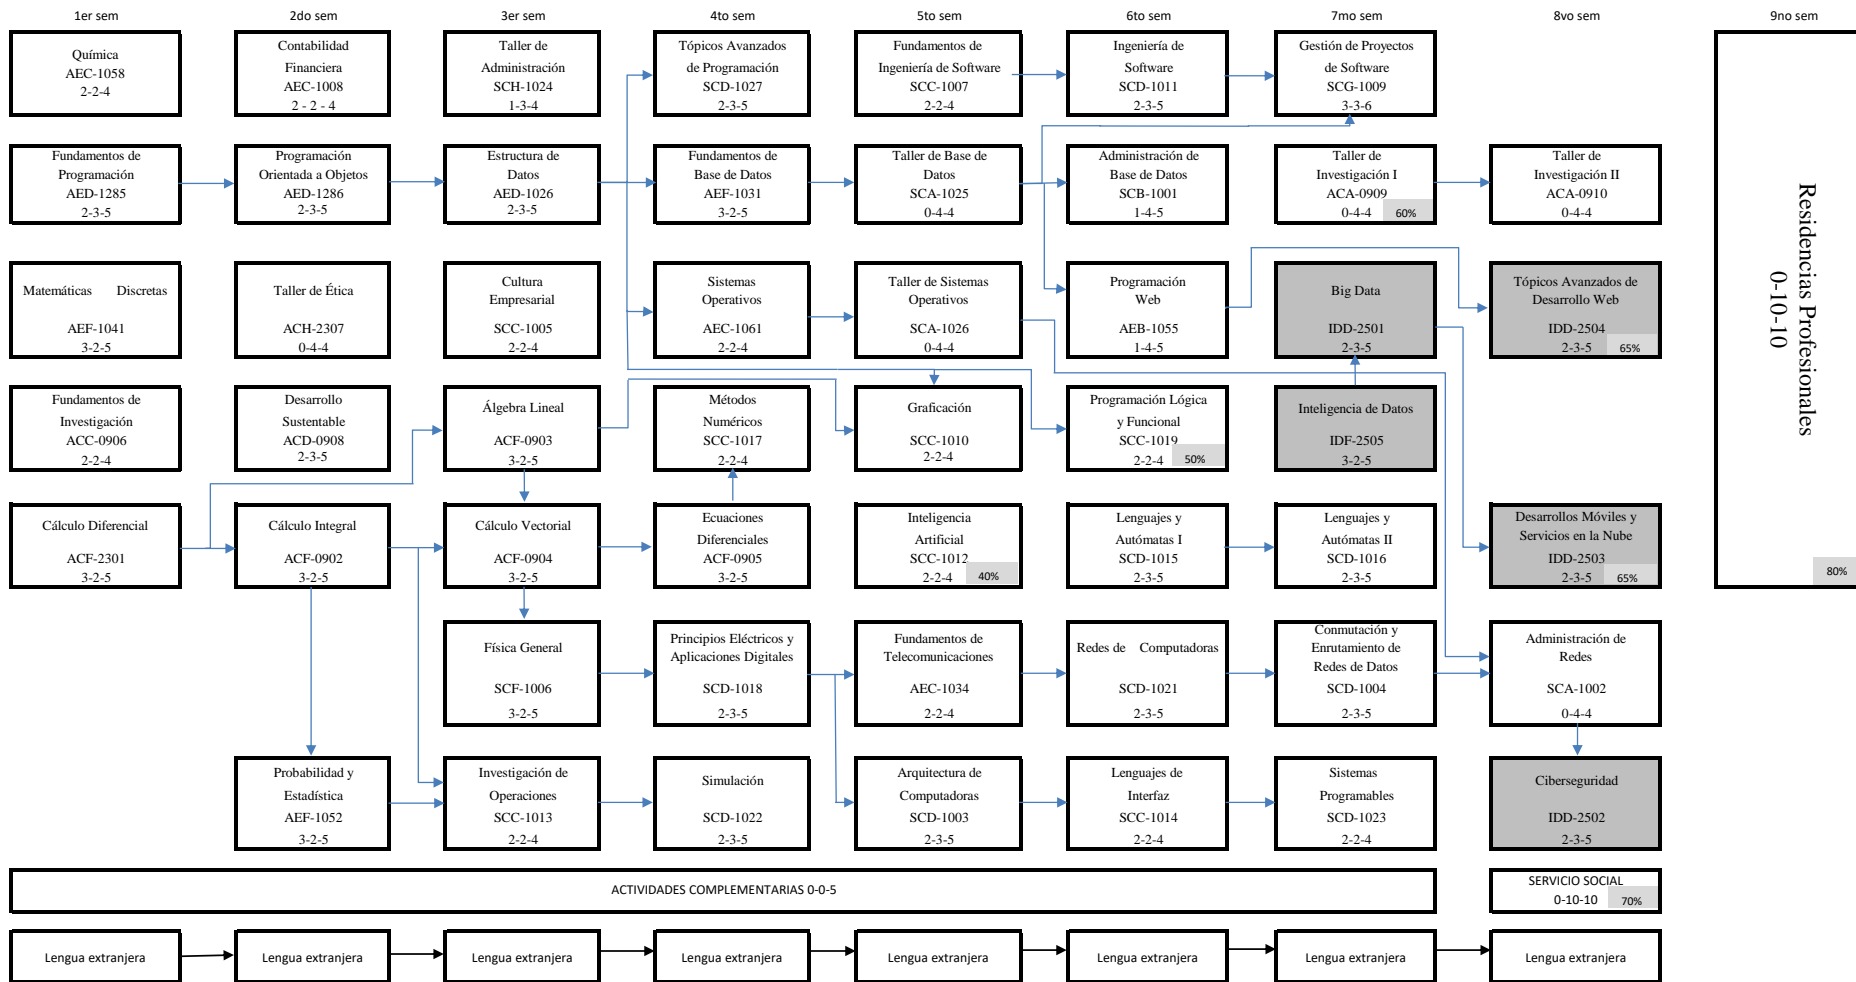 1er sem
2do sem
3er sem
4to sem
5to sem
6to sem
7mo sem
8vo sem
9no sem
Química
AEC-1058
2-2-4
Contabilidad
Financiera
AEC-1008
2 - 2 - 4
Taller de
Administración
SCH-1024
1-3-4
Tópicos Avanzados
de Programación
SCD-1027
2-3-5
Fundamentos de
Ingeniería de Software
SCC-1007
2-2-4
Ingeniería de
Software
SCD-1011
2-3-5
Gestión de Proyectos
de Software
SCG-1009
3-3-6
Fundamentos de
Programación
AED-1285
2-3-5
Programación
Orientada a Objetos
AED-1286
2-3-5
Estructura de
Datos
AED-1026
2-3-5
Fundamentos de
Base de Datos
AEF-1031
3-2-5
Taller de Base de
Datos
SCA-1025
0-4-4
Administración de
Base de Datos
SCB-1001
1-4-5
Taller de
Investigación I
ACA-0909
0-4-4 60%
Taller de
Investigación II
ACA-0910
0-4-4
Matemáticas Discretas
AEF-1041
3-2-5
Taller de Ética
ACH-2307
0-4-4
Cultura
Empresarial
SCC-1005
2-2-4
Sistemas
Operativos
AEC-1061
2-2-4
Taller de Sistemas
Operativos
SCA-1026
0-4-4
Programación
Web
AEB-1055
1-4-5
Big Data
IDD-2501
2-3-5
Tópicos Avanzados de
Desarrollo Web
IDD-2504
2-3-5 65%
Fundamentos de
Investigación
ACC-0906
2-2-4
Desarrollo
Sustentable
ACD-0908
2-3-5
Álgebra Lineal
ACF-0903
3-2-5
Métodos
Numéricos
SCC-1017
2-2-4
Graficación
SCC-1010
2-2-4
Programación Lógica
y Funcional
SCC-1019
2-2-4 50%
Inteligencia de Datos
IDF-2505
3-2-5
Cálculo Diferencial
ACF-2301
3-2-5
Cálculo Integral
ACF-0902
3-2-5
Cálculo Vectorial
ACF-0904
3-2-5
Ecuaciones
Diferenciales
ACF-0905
3-2-5
Inteligencia
Artificial
SCC-1012
2-2-4 40%
Lenguajes y
Autómatas I
SCD-1015
2-3-5
Lenguajes y
Autómatas II
SCD-1016
2-3-5
Desarrollos Móviles y
Servicios en la Nube
IDD-2503
2-3-5 65%
Física General
SCF-1006
3-2-5
Principios Eléctricos y
Aplicaciones Digitales
SCD-1018
2-3-5
Fundamentos de
Telecomunicaciones
AEC-1034
2-2-4
Redes de Computadoras
SCD-1021
2-3-5
Conmutación y
Enrutamiento de
Redes de Datos
SCD-1004
2-3-5
Administración de
Redes
SCA-1002
0-4-4
Probabilidad y
Estadística
AEF-1052
3-2-5
Investigación de
Operaciones
SCC-1013
2-2-4
Simulación
SCD-1022
2-3-5
Arquitectura de
Computadoras
SCD-1003
2-3-5
Lenguajes de
Interfaz
SCC-1014
2-2-4
Sistemas
Programables
SCD-1023
2-2-4
Ciberseguridad
IDD-2502
2-3-5
Residencias Profesionales
0-10-10
80%
ACTIVIDADES COMPLEMENTARIAS 0-0-5
SERVICIO SOCIAL
0-10-10 70%
Lengua extranjera
Lengua extranjera
Lengua extranjera
Lengua extranjera
Lengua extranjera
Lengua extranjera
Lengua extranjera
Lengua extranjera